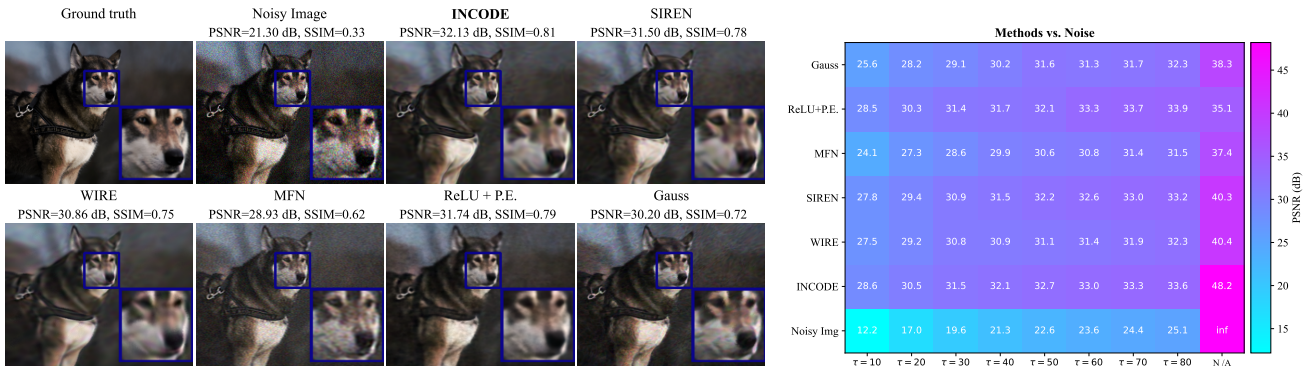 Ground truth
Noisy Image
PSNR=21.30 dB, SSIM=0.33
INCODE
PSNR=32.13 dB, SSIM=0.81
SIREN
PSNR=31.50 dB, SSIM=0.78
WIRE
PSNR=30.86 dB, SSIM=0.75
MFN
PSNR=28.93 dB, SSIM=0.62
ReLU + P.E.
PSNR=31.74 dB, SSIM=0.79
Gauss
PSNR=30.20 dB, SSIM=0.72
Methods vs. Noise
Gauss 25.6 28.2 29.1 30.2 31.6 31.3 31.7 32.3 38.3
ReLU+P.E. 28.5 30.3 31.4 31.7 32.1 33.3 33.7 33.9 35.1
MFN 24.1 27.3 28.6 29.9 30.6 30.8 31.4 31.5 37.4
SIREN 27.8 29.4 30.9 31.5 32.2 32.6 33.0 33.2 40.3
WIRE 27.5 29.2 30.8 30.9 31.1 31.4 31.9 32.3 40.4
INCODE 28.6 30.5 31.5 32.1 32.7 33.0 33.3 33.6 48.2
Noisy Img 12.2 17.0 19.6 21.3 22.6 23.6 24.4 25.1 inf
τ = 10 τ = 20 τ = 30 τ = 40 τ = 50 τ = 60 τ = 70 τ = 80 N/A
45
40
35
30
25
20
15
PSNR (dB)